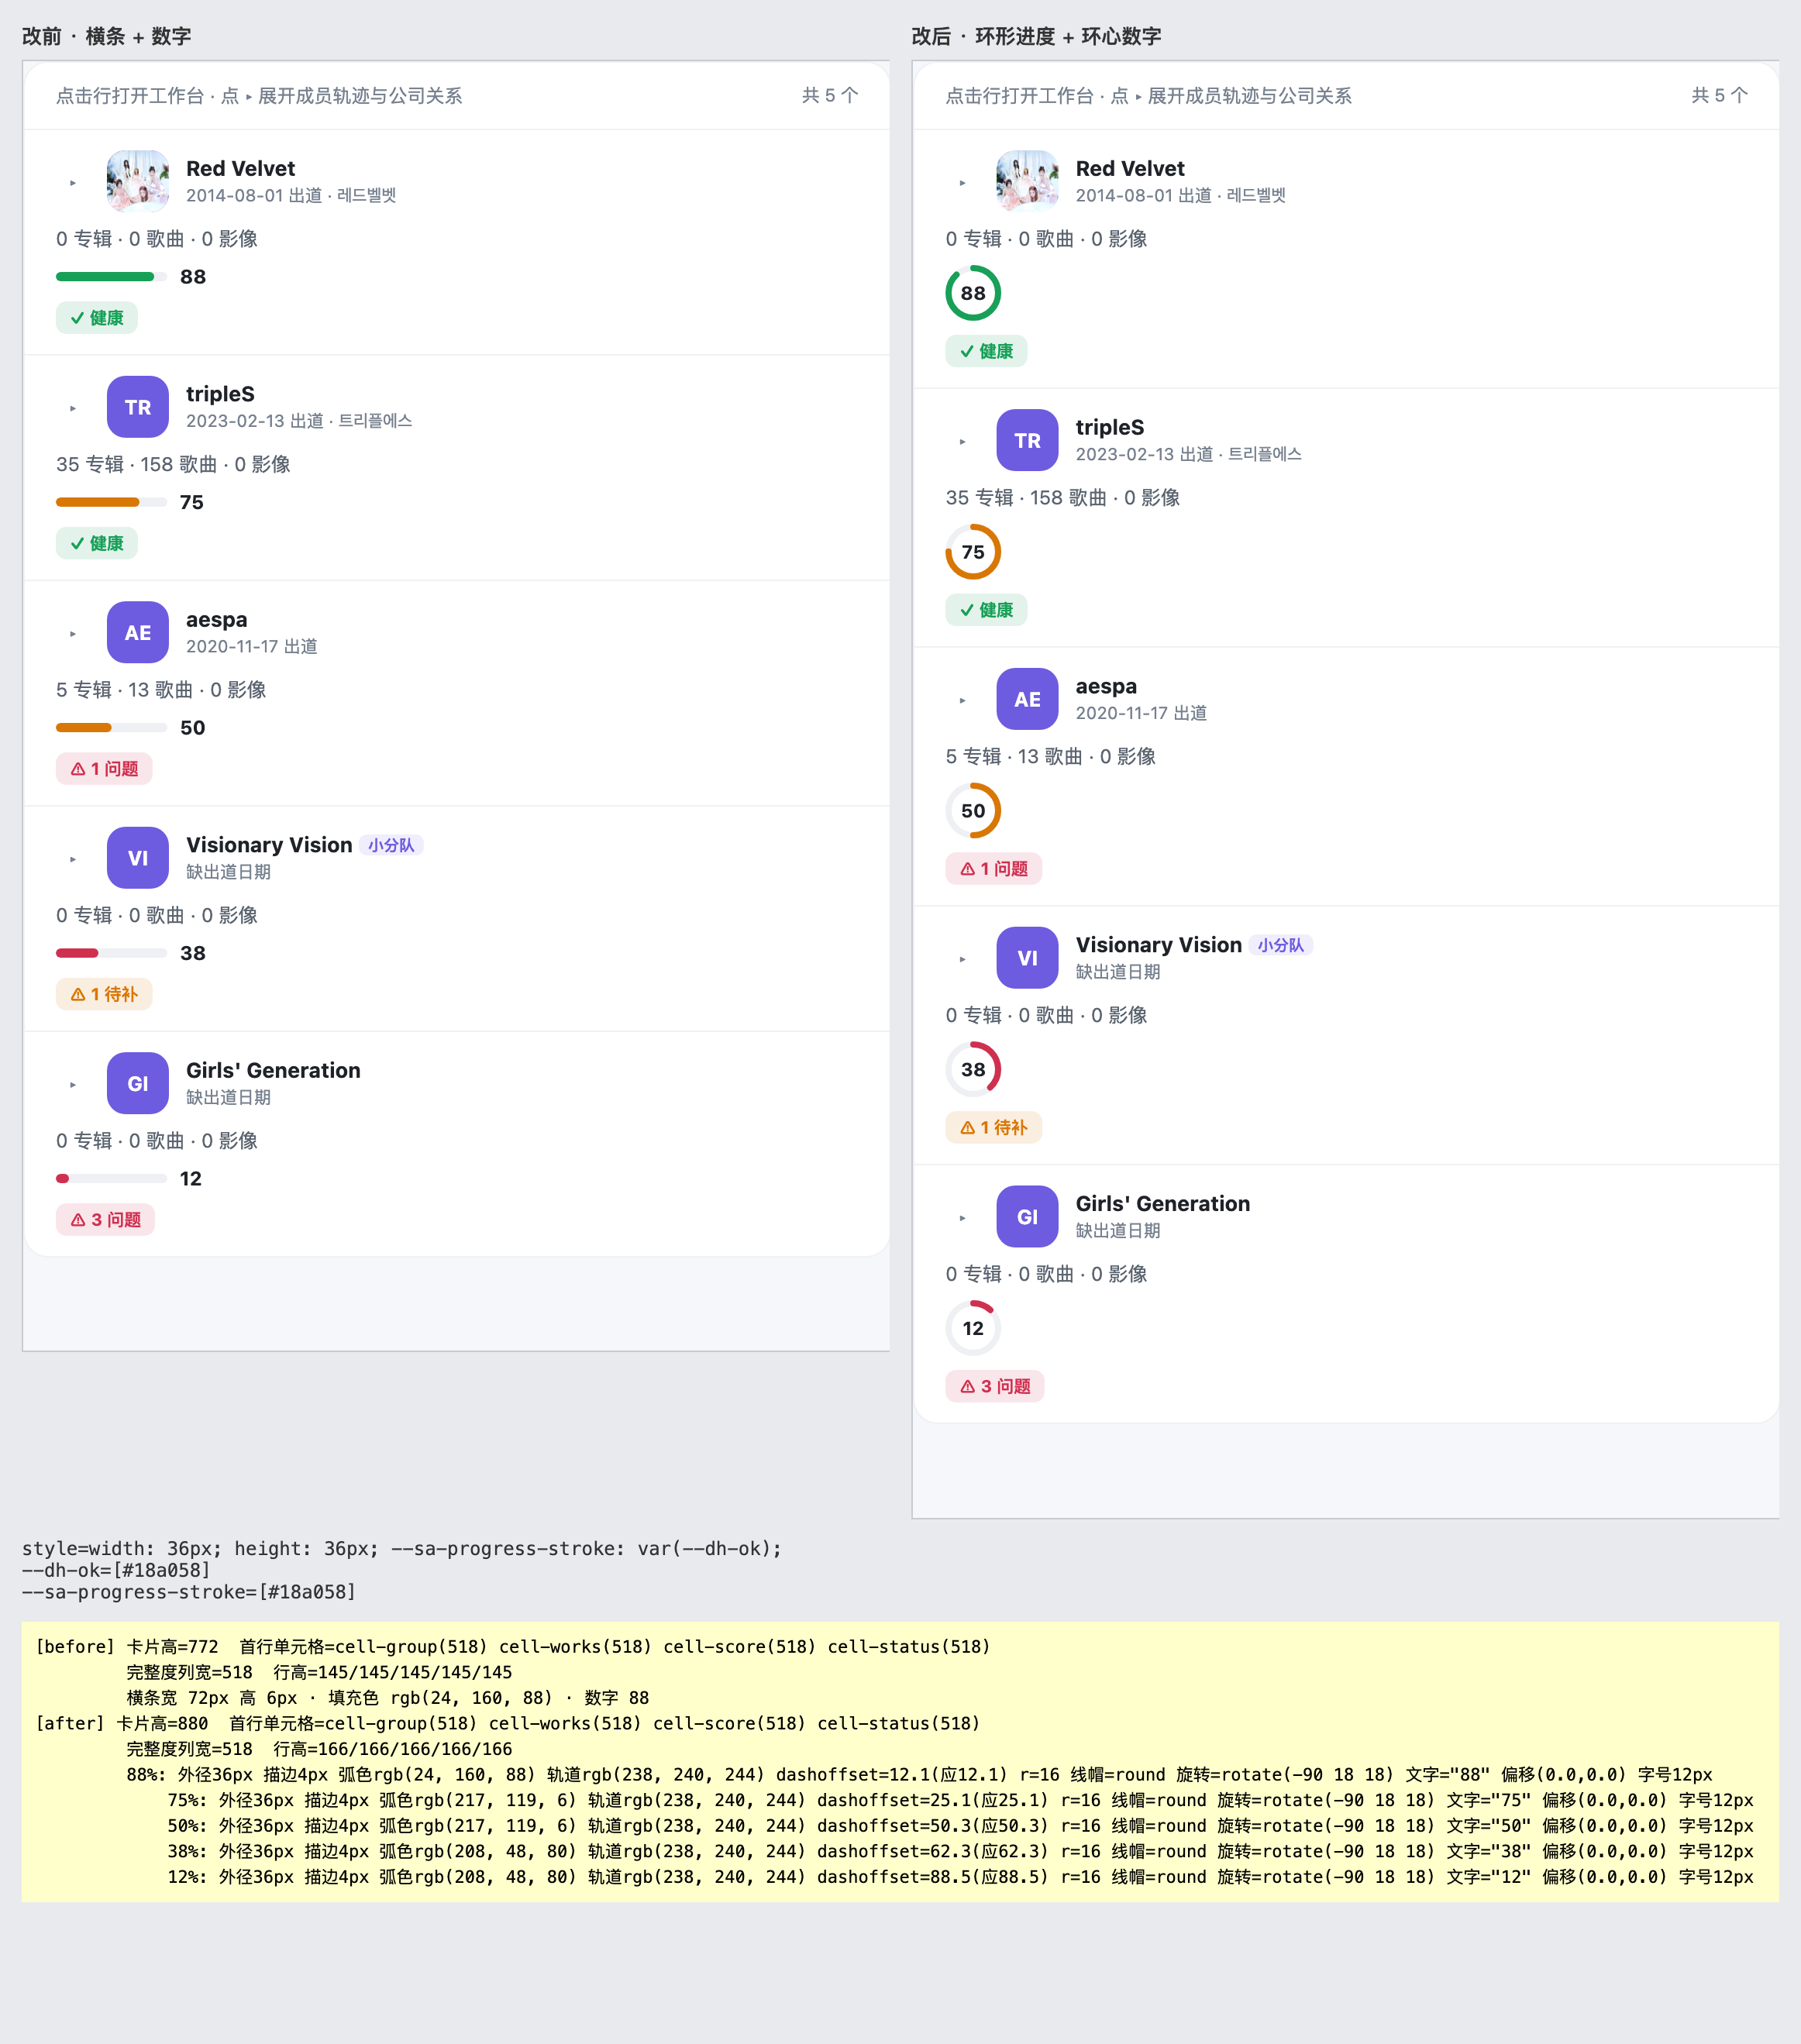 改前 · 横条 + 数字
点击行打开工作台 · 点 ▸ 展开成员轨迹与公司关系 共 5 个
Red Velvet
2014-08-01 出道 · 레드벨벳
0 专辑 · 0 歌曲 · 0 影像
88
✓ 健康
TR
tripleS
2023-02-13 出道 · 트리플에스
35 专辑 · 158 歌曲 · 0 影像
75
✓ 健康
AE
aespa
2020-11-17 出道
5 专辑 · 13 歌曲 · 0 影像
50
⚠ 1 问题
VI
Visionary Vision 小分队
缺出道日期
0 专辑 · 0 歌曲 · 0 影像
38
⚠ 1 待补
GI
Girls' Generation
缺出道日期
0 专辑 · 0 歌曲 · 0 影像
12
⚠ 3 问题
改后 · 环形进度 + 环心数字
点击行打开工作台 · 点 ▸ 展开成员轨迹与公司关系 共 5 个
Red Velvet
2014-08-01 出道 · 레드벨벳
0 专辑 · 0 歌曲 · 0 影像
88
✓ 健康
TR
tripleS
2023-02-13 出道 · 트리플에스
35 专辑 · 158 歌曲 · 0 影像
75
✓ 健康
AE
aespa
2020-11-17 出道
5 专辑 · 13 歌曲 · 0 影像
50
⚠ 1 问题
VI
Visionary Vision 小分队
缺出道日期
0 专辑 · 0 歌曲 · 0 影像
38
⚠ 1 待补
GI
Girls' Generation
缺出道日期
0 专辑 · 0 歌曲 · 0 影像
12
⚠ 3 问题
style=width: 36px; height: 36px; --sa-progress-stroke: var(--dh-ok);
--dh-ok=[#18a058]
--sa-progress-stroke=[#18a058]
[before] 卡片高=772 首行单元格=cell-group(518) cell-works(518) cell-score(518) cell-status(518)
完整度列宽=518 行高=145/145/145/145/145
横条宽 72px 高 6px · 填充色 rgb(24, 160, 88) · 数字 88
[after] 卡片高=880 首行单元格=cell-group(518) cell-works(518) cell-score(518) cell-status(518)
完整度列宽=518 行高=166/166/166/166/166
88%: 外径36px 描边4px 弧色rgb(24, 160, 88) 轨道rgb(238, 240, 244) dashoffset=12.1(应12.1) r=16 线帽=round 旋转=rotate(-90 18 18) 文字="88" 偏移(0.0,0.0) 字号12px
75%: 外径36px 描边4px 弧色rgb(217, 119, 6) 轨道rgb(238, 240, 244) dashoffset=25.1(应25.1) r=16 线帽=round 旋转=rotate(-90 18 18) 文字="75" 偏移(0.0,0.0) 字号12px
50%: 外径36px 描边4px 弧色rgb(217, 119, 6) 轨道rgb(238, 240, 244) dashoffset=50.3(应50.3) r=16 线帽=round 旋转=rotate(-90 18 18) 文字="50" 偏移(0.0,0.0) 字号12px
38%: 外径36px 描边4px 弧色rgb(208, 48, 80) 轨道rgb(238, 240, 244) dashoffset=62.3(应62.3) r=16 线帽=round 旋转=rotate(-90 18 18) 文字="38" 偏移(0.0,0.0) 字号12px
12%: 外径36px 描边4px 弧色rgb(208, 48, 80) 轨道rgb(238, 240, 244) dashoffset=88.5(应88.5) r=16 线帽=round 旋转=rotate(-90 18 18) 文字="12" 偏移(0.0,0.0) 字号12px